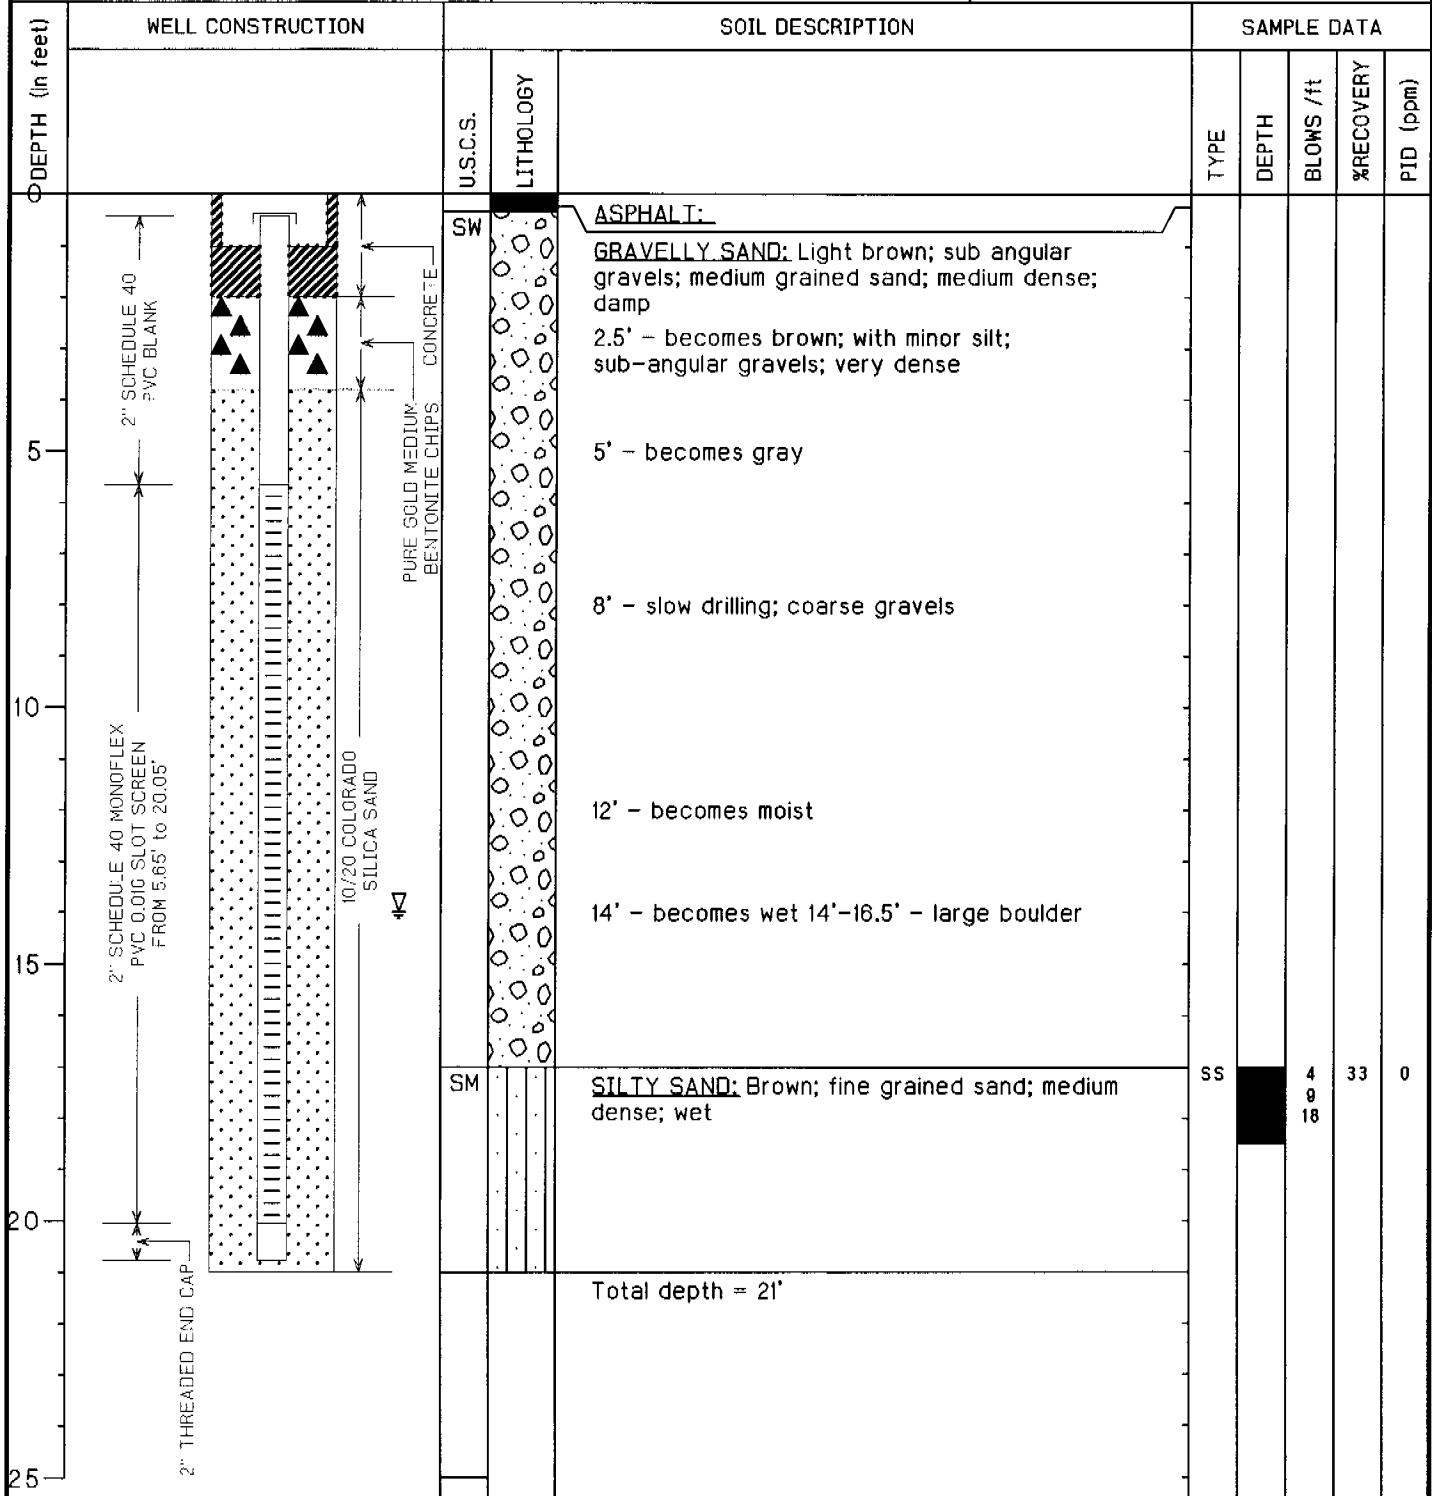 WELL CONSTRUCTION
SOIL DESCRIPTION
SAMPLE DATA
DEPTH (in feet)
U.S.C.S.
LITHOLOGY
TYPE
DEPTH
BLOWS /ft
%RECOVERY
PID (ppm)
0
5
10
15
20
25
2" SCHEDULE 40
PVC BLANK
CONCRETE
PURE GOLD MEDIUM
BENTONITE CHIPS
2" SCHEDULE 40 MONOFLEX
PVC 0.010 SLOT SCREEN
FROM 5.65' to 20.05'
10/20 COLORADO
SILICA SAND
2" THREADED END CAP
SW
ASPHALT:
GRAVELLY SAND: Light brown; sub angular
gravels; medium grained sand; medium dense;
damp
2.5' - becomes brown; with minor silt;
sub-angular gravels; very dense
5' - becomes gray
8' - slow drilling; coarse gravels
12' - becomes moist
14' - becomes wet 14'-16.5' - large boulder
SM
SILTY SAND: Brown; fine grained sand; medium
dense; wet
SS
4
9
18
33
0
Total depth = 21'